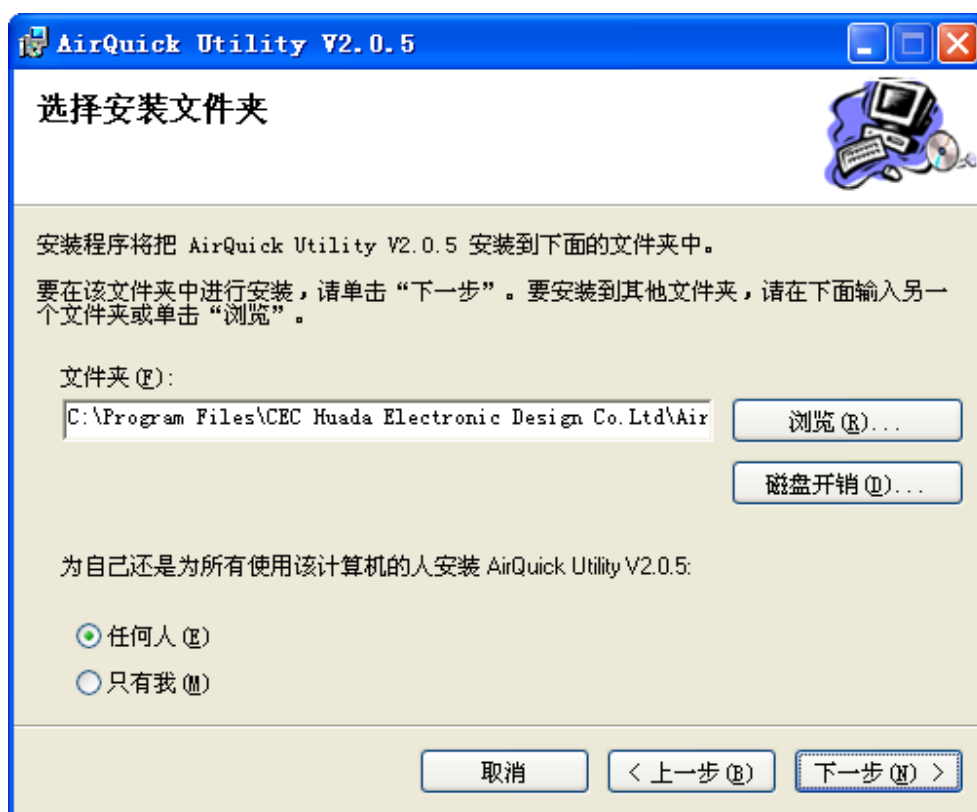 AirQuick Utility V2.0.5
选择安装文件夹
安装程序将把 AirQuick Utility V2.0.5 安装到下面的文件夹中。
要在该文件夹中进行安装，请单击“下一步”。要安装到其他文件夹，请在下面输入另一
个文件夹或单击“浏览”。
文件夹(F):
C:\Program Files\CEC Huada Electronic Design Co.Ltd\Air
浏览(R)...
磁盘开销(D)...
为自己还是为所有使用该计算机的人安装 AirQuick Utility V2.0.5:
任何人(E)
只有我(M)
取消
< 上一步(B)
下一步(N) >